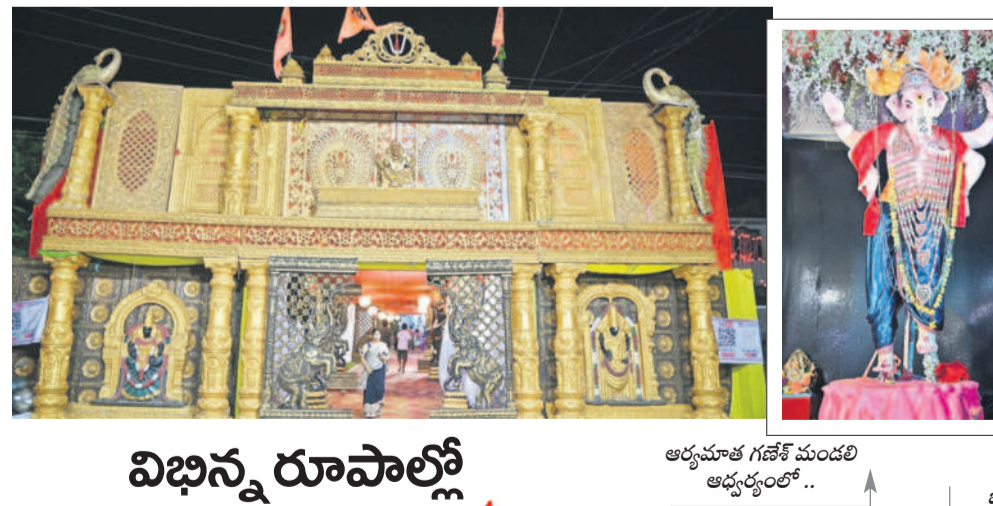 విభిన్న రూపాల్లో
ఆర్యమాత గణేశ్ మండలి
ఆధ్వర్యంలో ..